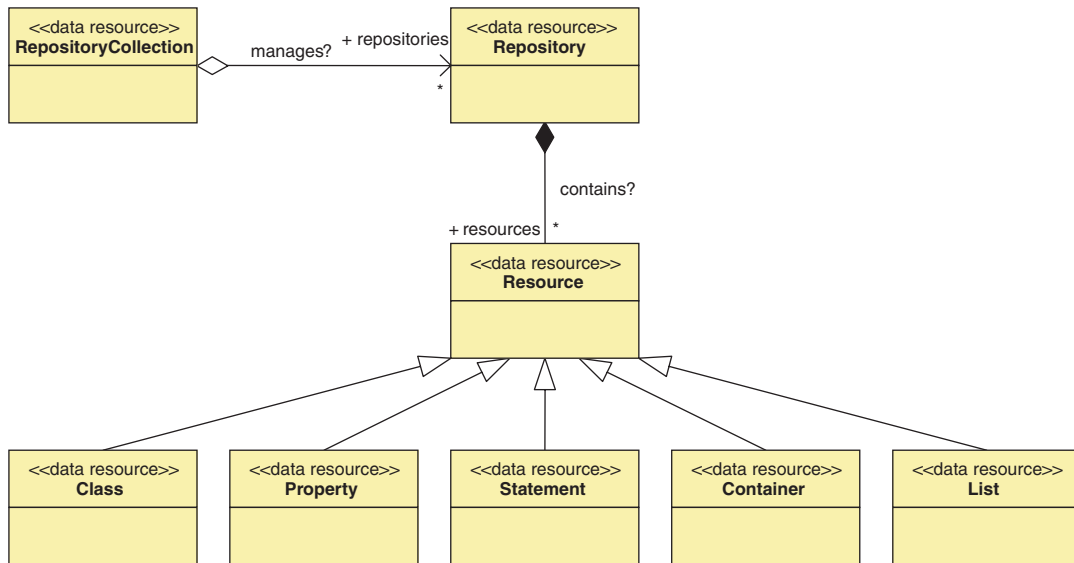 <<data resource>>
RepositoryCollection
manages?
+ repositories
*
<<data resource>>
Repository
contains?
+ resources
*
<<data resource>>
Resource
<<data resource>>
Class
<<data resource>>
Property
<<data resource>>
Statement
<<data resource>>
Container
<<data resource>>
List